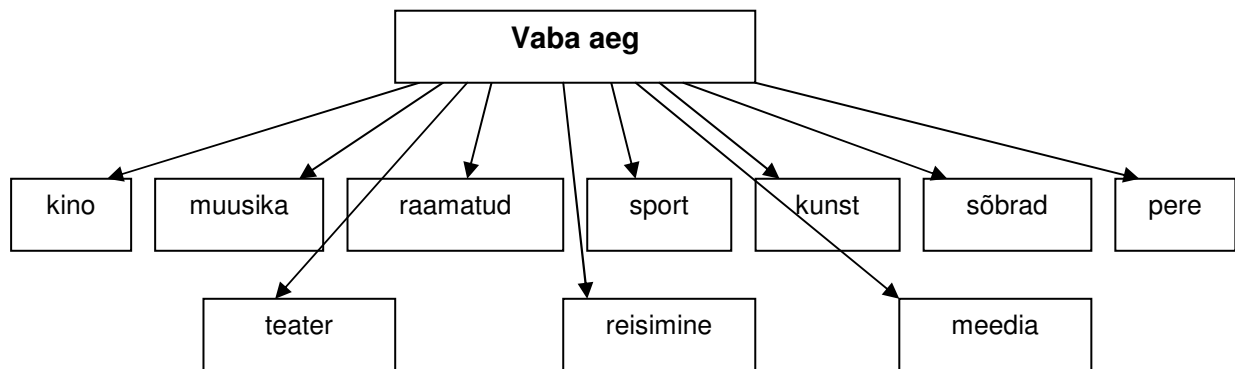 Vaba aeg
kino
muusika
raamatud
sport
kunst
sõbrad
pere
teater
reisimine
meedia